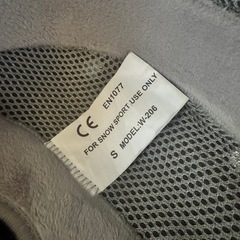 EN1077
CE FOR SNOW SPORT USE ONLY
S MODEL:W-206